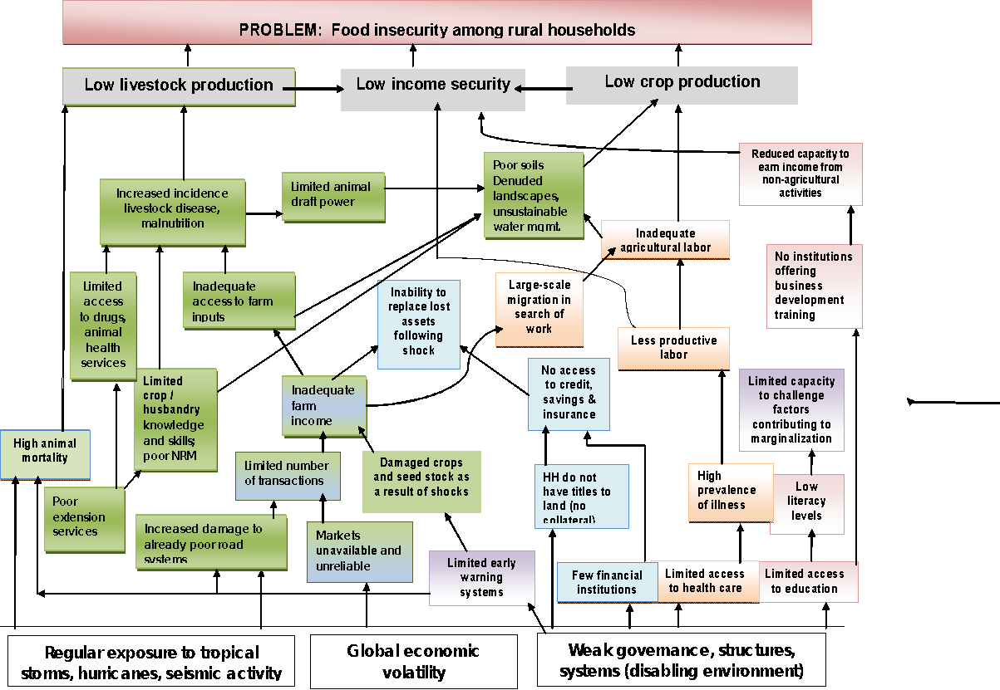 PROBLEM: Food insecurity among rural households
Low livestock production
Low income security
Low crop production
Poor soils
Denuded
landscapes,
unsustainable
water mgmt.
Reduced capacity to
earn income from
non-agricultural
activities
Limited animal
draft power
Increased incidence
livestock disease,
malnutrition
Inadequate
agricultural labor
No institutions
offering
business
development
training
Limited
access
to drugs,
animal
health
services
Inadequate
access to farm
inputs
Inability to
replace lost
assets
following
shock
Large-scale
migration in
search of
work
Less productive
labor
Limited
crop /
husbandry
knowledge
and skills;
poor NRM
Inadequate
farm
income
No access
to credit,
savings &
insurance
Limited capacity
to challenge
factors
contributing to
marginalization
High animal
mortality
Limited number
of transactions
Damaged crops
and seed stock as
a result of shocks
HH do not
have titles to
land (no
collateral)
High
prevalence
of illness
Low
literacy
levels
Poor
extension
services
Increased damage to
already poor road
systems
Markets
unavailable and
unreliable
Limited early
warning
systems
Few financial
institutions
Limited access
to health care
Limited access
to education
Regular exposure to tropical
storms, hurricanes, seismic activity
Global economic
volatility
Weak governance, structures,
systems (disabling environment)